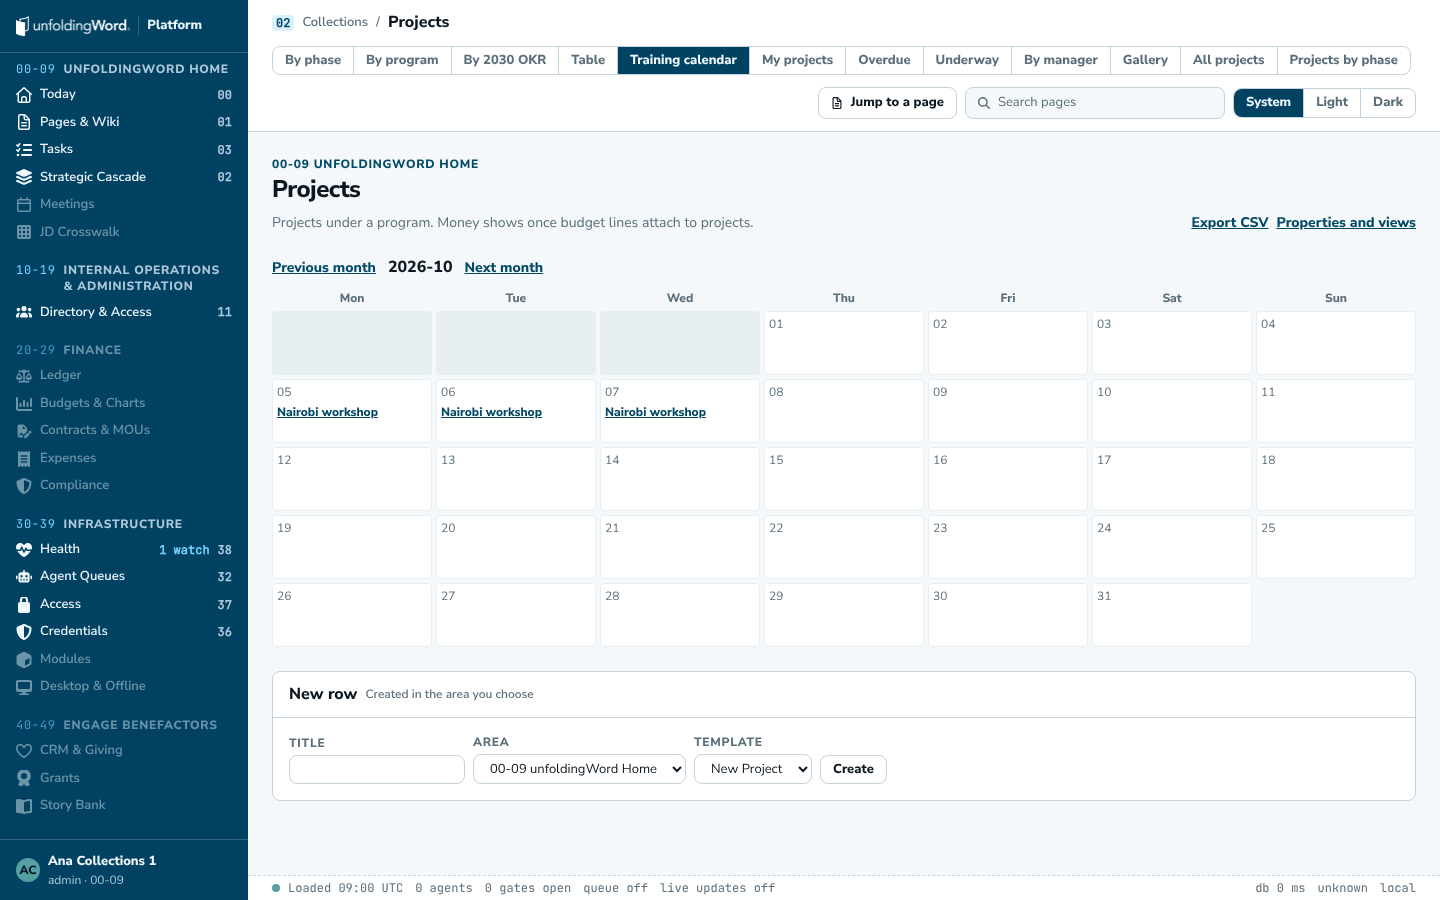 unfoldingWord Platform
00-09 UNFOLDINGWORD HOME
Today 00
Pages & Wiki 01
Tasks 03
Strategic Cascade 02
Meetings
JD Crosswalk
10-19 INTERNAL OPERATIONS
& ADMINISTRATION
Directory & Access 11
20-29 FINANCE
Ledger
Budgets & Charts
Contracts & MOUs
Expenses
Compliance
30-39 INFRASTRUCTURE
Health 1 watch 38
Agent Queues 32
Access 37
Credentials 36
Modules
Desktop & Offline
40-49 ENGAGE BENEFACTORS
CRM & Giving
Grants
Story Bank
AC Ana Collections 1
admin · 00-09
02 Collections / Projects
By phase By program By 2030 OKR Table Training calendar My projects Overdue Underway By manager Gallery All projects Projects by phase
Jump to a page Search pages System Light Dark
00-09 UNFOLDINGWORD HOME
Projects
Projects under a program. Money shows once budget lines attach to projects. Export CSV Properties and views
Previous month 2026-10 Next month
Mon Tue Wed Thu Fri Sat Sun
01 02 03 04
05 06 07 08 09 10 11
Nairobi workshop Nairobi workshop Nairobi workshop
12 13 14 15 16 17 18
19 20 21 22 23 24 25
26 27 28 29 30 31
New row Created in the area you choose
TITLE AREA TEMPLATE
00-09 unfoldingWord Home New Project Create
Loaded 09:00 UTC 0 agents 0 gates open queue off live updates off db 0 ms unknown local